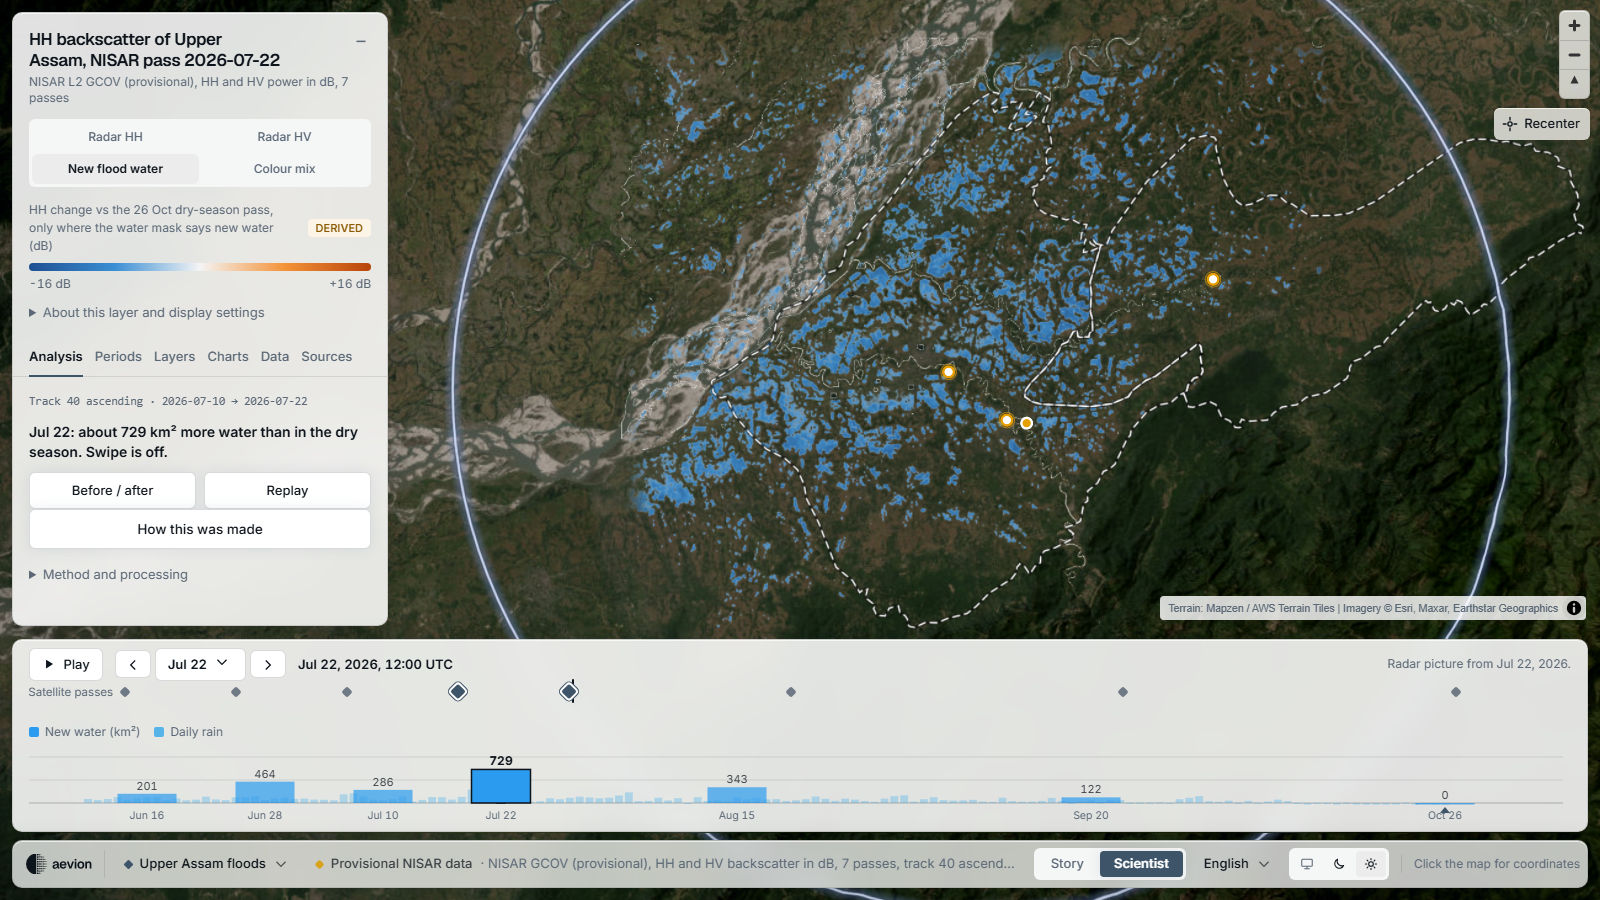 HH backscatter of Upper
Assam, NISAR pass 2026-07-22
NISAR L2 GCOV (provisional), HH and HV power in dB, 7
passes
Radar HH
Radar HV
New flood water
Colour mix
HH change vs the 26 Oct dry-season pass,
only where the water mask says new water
(dB)
DERIVED
-16 dB
+16 dB
About this layer and display settings
Analysis
Periods
Layers
Charts
Data
Sources
Track 40 ascending · 2026-07-10 → 2026-07-22
Jul 22: about 729 km² more water than in the dry
season. Swipe is off.
Before / after
Replay
How this was made
Method and processing
Recenter
Terrain: Mapzen / AWS Terrain Tiles | Imagery © Esri, Maxar, Earthstar Geographics
Play
Jul 22
Jul 22, 2026, 12:00 UTC
Radar picture from Jul 22, 2026.
Satellite passes
New water (km²)
Daily rain
201
464
286
729
343
122
0
Jun 16
Jun 28
Jul 10
Jul 22
Aug 15
Sep 20
Oct 26
aevion
Upper Assam floods
Provisional NISAR data
· NISAR GCOV (provisional), HH and HV backscatter in dB, 7 passes, track 40 ascend...
Story
Scientist
English
Click the map for coordinates